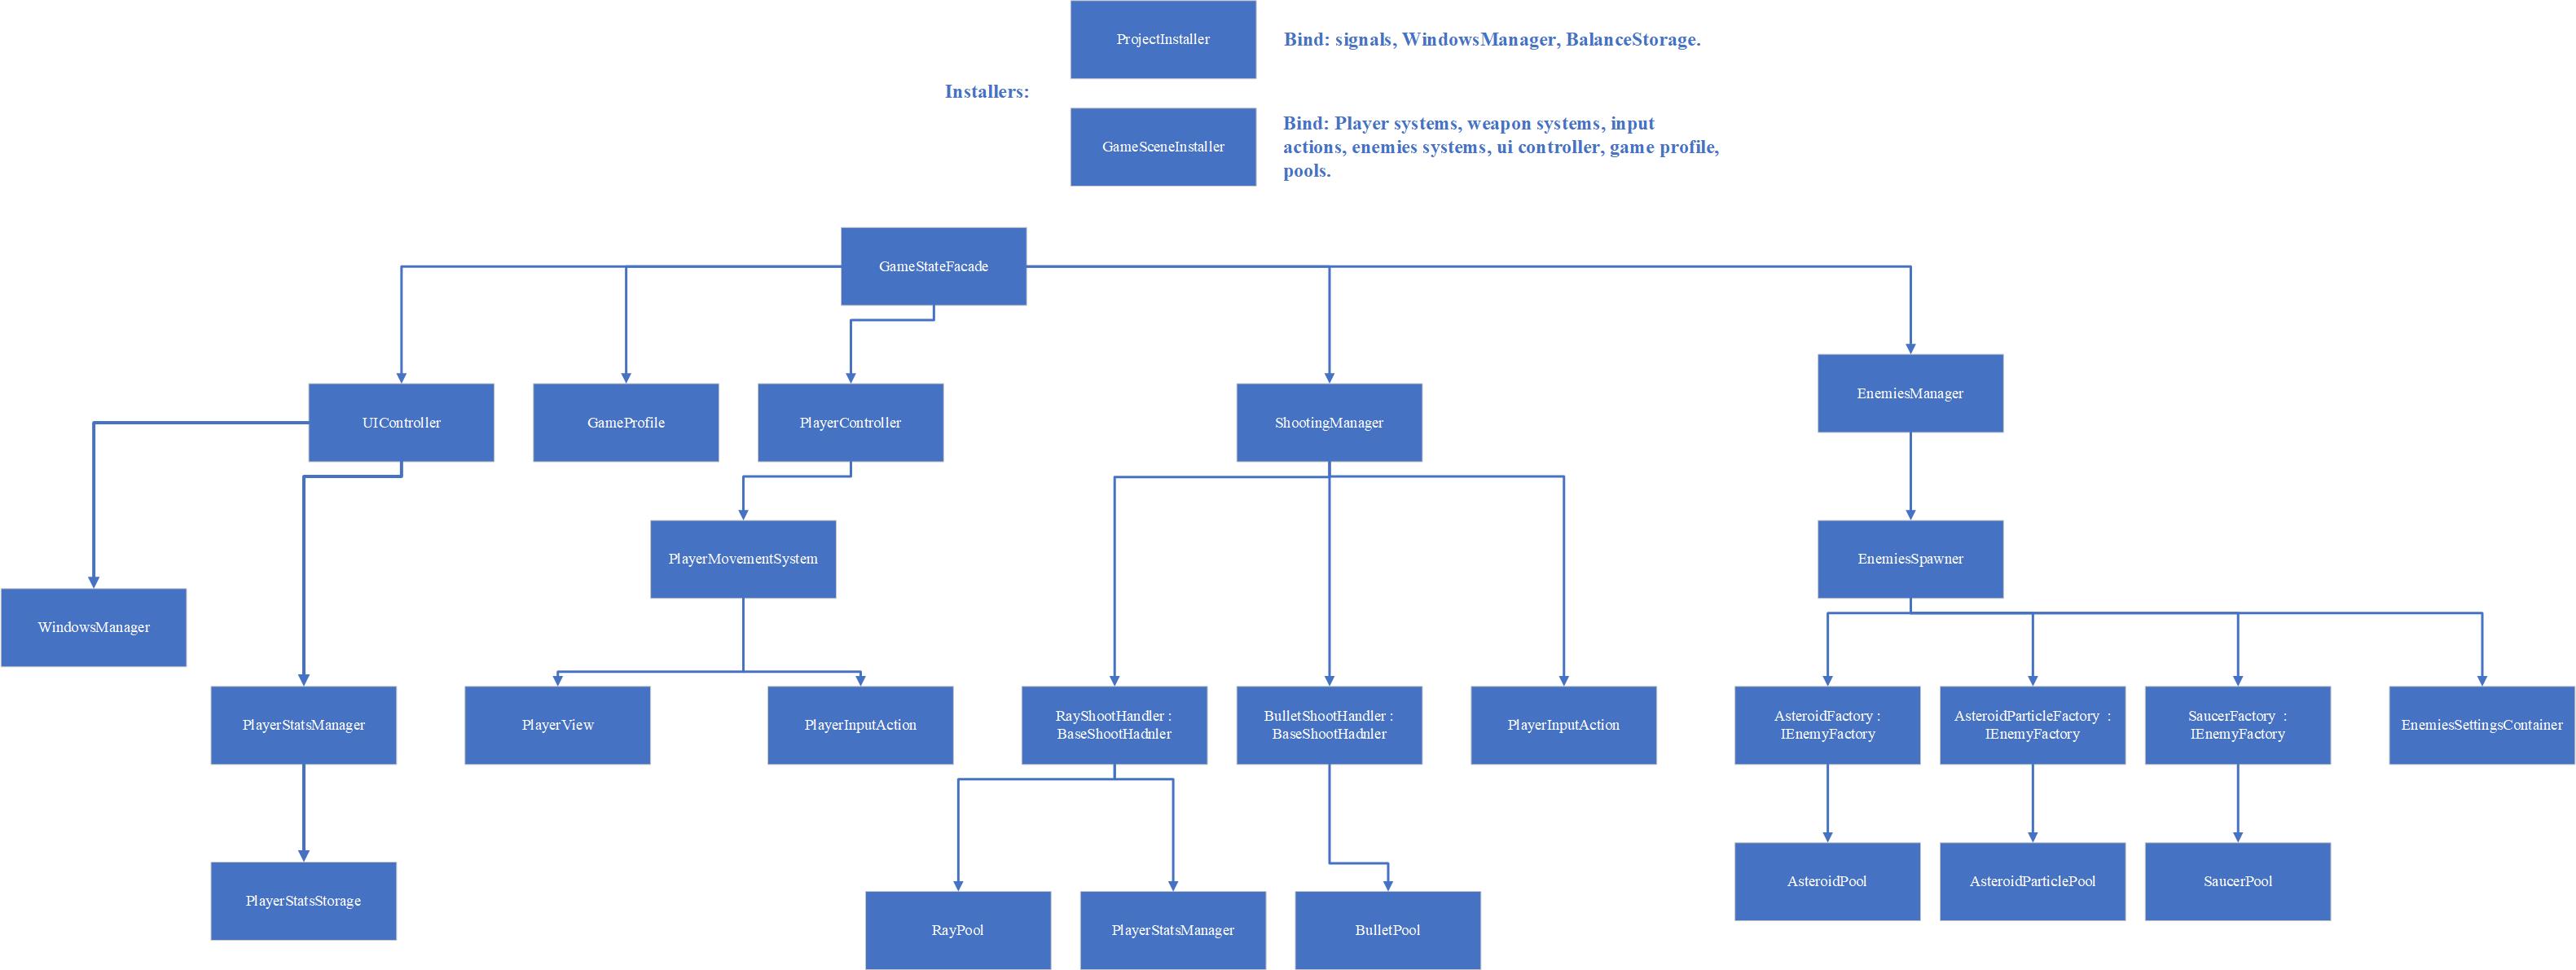 ProjectInstaller
Bind: signals, WindowsManager, BalanceStorage.
Installers:
GameSceneInstaller
Bind: Player systems, weapon systems, input
actions, enemies systems, ui controller, game profile,
pools.
GameStateFacade
UIController
GameProfile
PlayerController
ShootingManager
EnemiesManager
PlayerMovementSystem
EnemiesSpawner
WindowsManager
PlayerStatsManager
PlayerView
PlayerInputAction
RayShootHandler :
BaseShootHadnler
BulletShootHandler :
BaseShootHadnler
PlayerInputAction
AsteroidFactory :
IEnemyFactory
AsteroidParticleFactory :
IEnemyFactory
SaucerFactory :
IEnemyFactory
EnemiesSettingsContainer
PlayerStatsStorage
RayPool
PlayerStatsManager
BulletPool
AsteroidPool
AsteroidParticlePool
SaucerPool